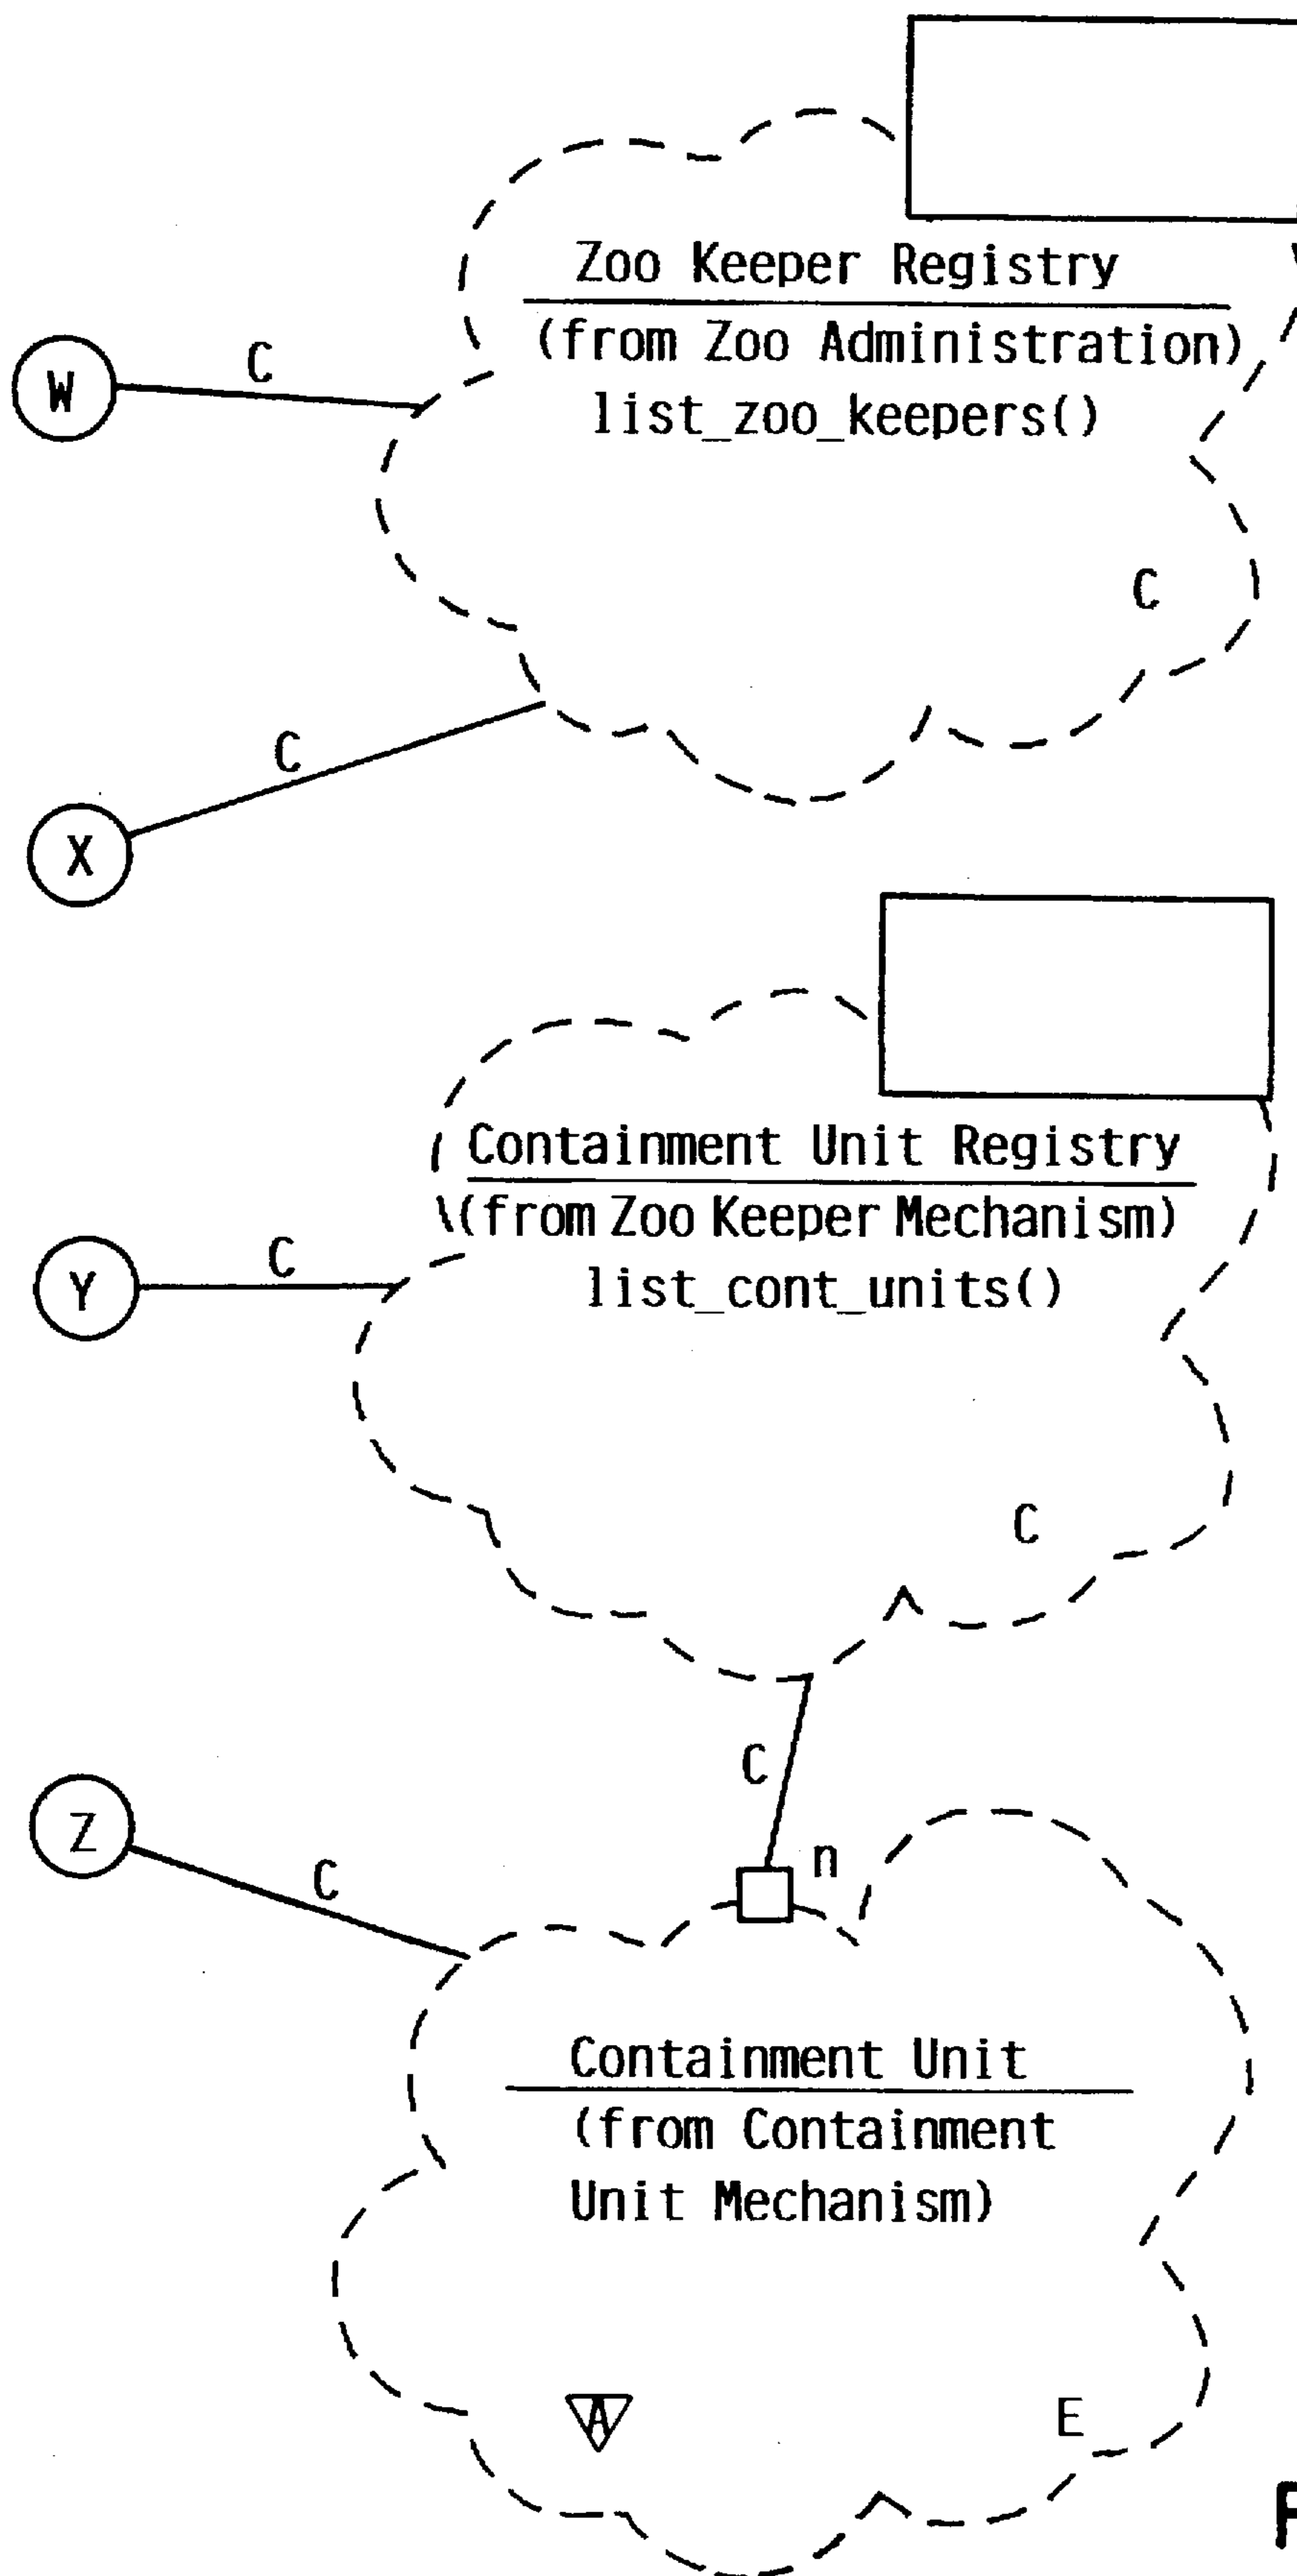 Zoo Keeper Registry
(from Zoo Administration)
list_zoo_keepers()
W
C
C
C
X
Containment Unit Registry
(from Zoo Keeper Mechanism)
list_cont_units()
Y
C
C
C
n
Z
C
Containment Unit
(from Containment
Unit Mechanism)
A
E